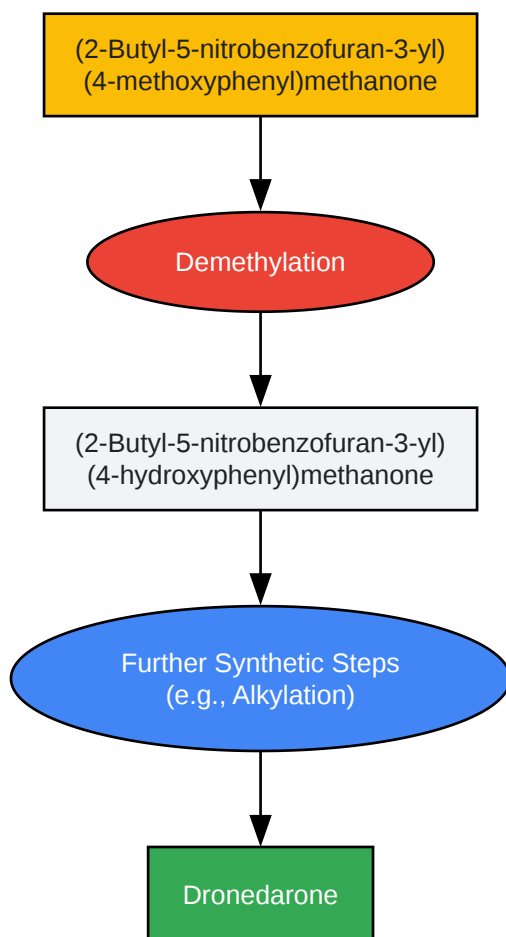 (2-Butyl-5-nitrobenzofuran-3-yl)
(4-methoxyphenyl)methanone
Demethylation
(2-Butyl-5-nitrobenzofuran-3-yl)
(4-hydroxyphenyl)methanone
Further Synthetic Steps
(e.g., Alkylation)
Dronedarone